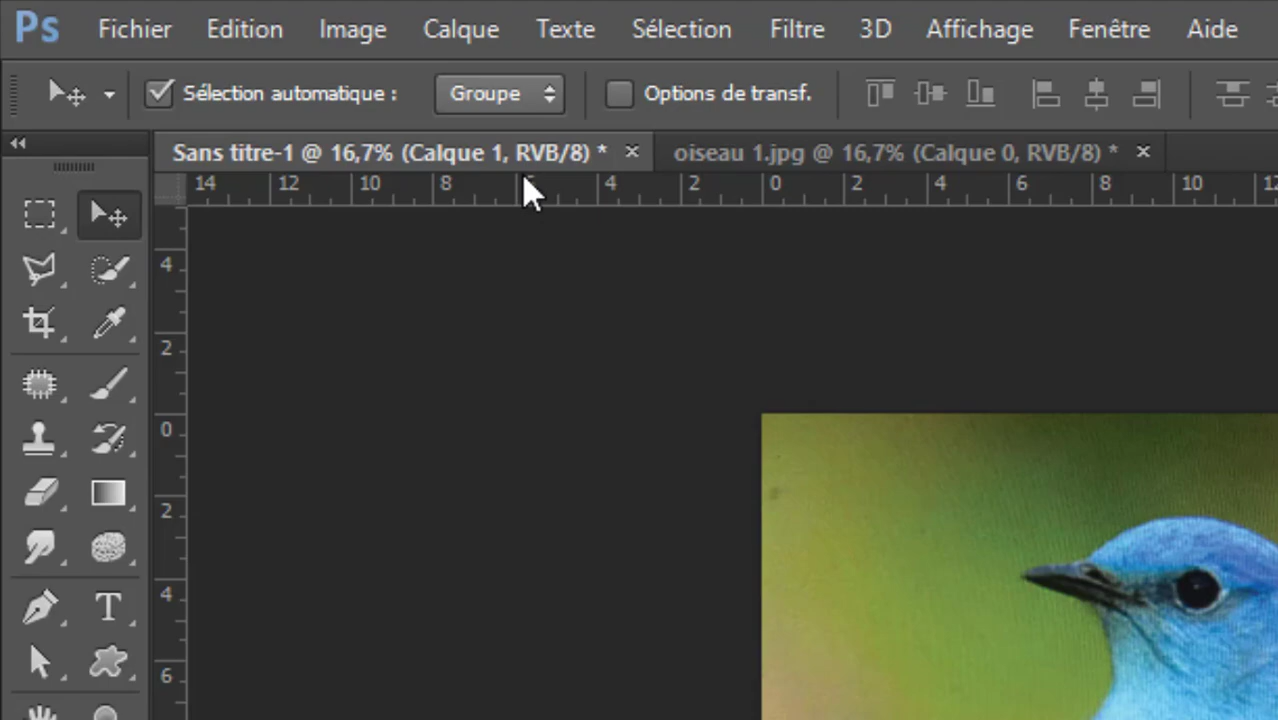 Ps Fichier Edition Image Calque Texte Sélection Filtre 3D Affichage Fenêtre Aide
Sélection automatique : Groupe Options de transf.
Sans titre-1 @ 16,7% (Calque 1, RVB/8) * × oiseau 1.jpg @ 16,7% (Calque 0, RVB/8) * ×
14 12 10 8 4 2 0 2 4 6 8 10 12
4
2
0
2
4
6
T